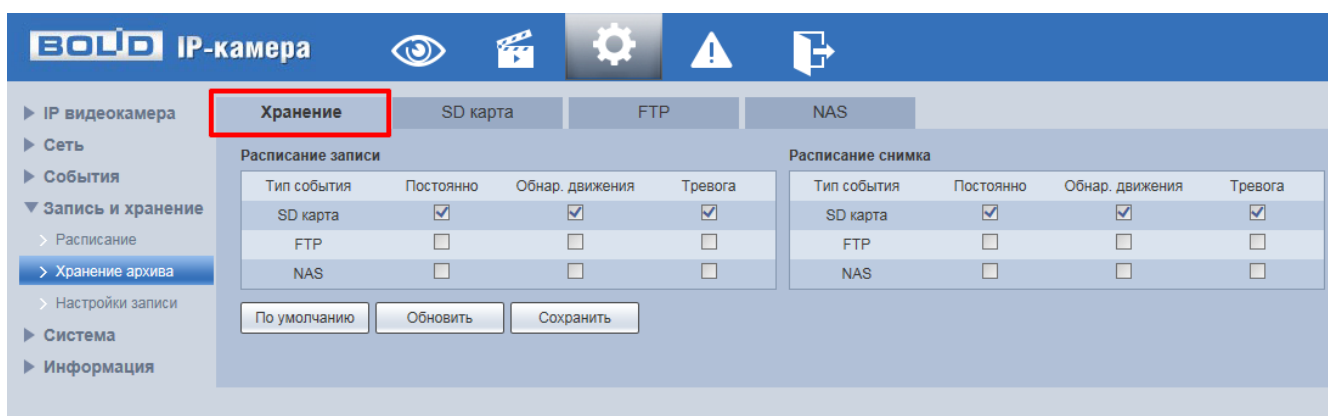 BOLID IP-камера
IP видеокамера
Сеть
События
Запись и хранение
Расписание
Хранение архива
Настройки записи
Система
Информация
Хранение SD карта FTP NAS
Расписание записи
Тип события Постоянно Обнар. движения Тревога
SD карта
FTP
NAS
Расписание снимка
Тип события Постоянно Обнар. движения Тревога
SD карта
FTP
NAS
По умолчанию Обновить Сохранить